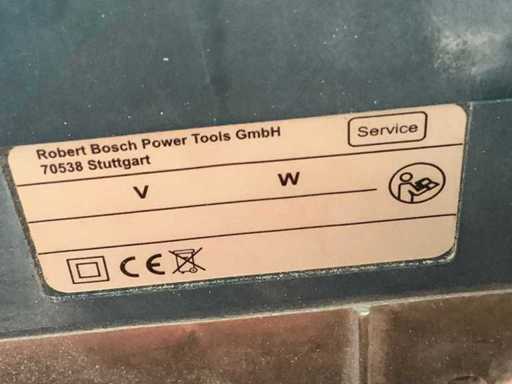 Robert Bosch Power Tools GmbH
Service
70538 Stuttgart
V W
CE